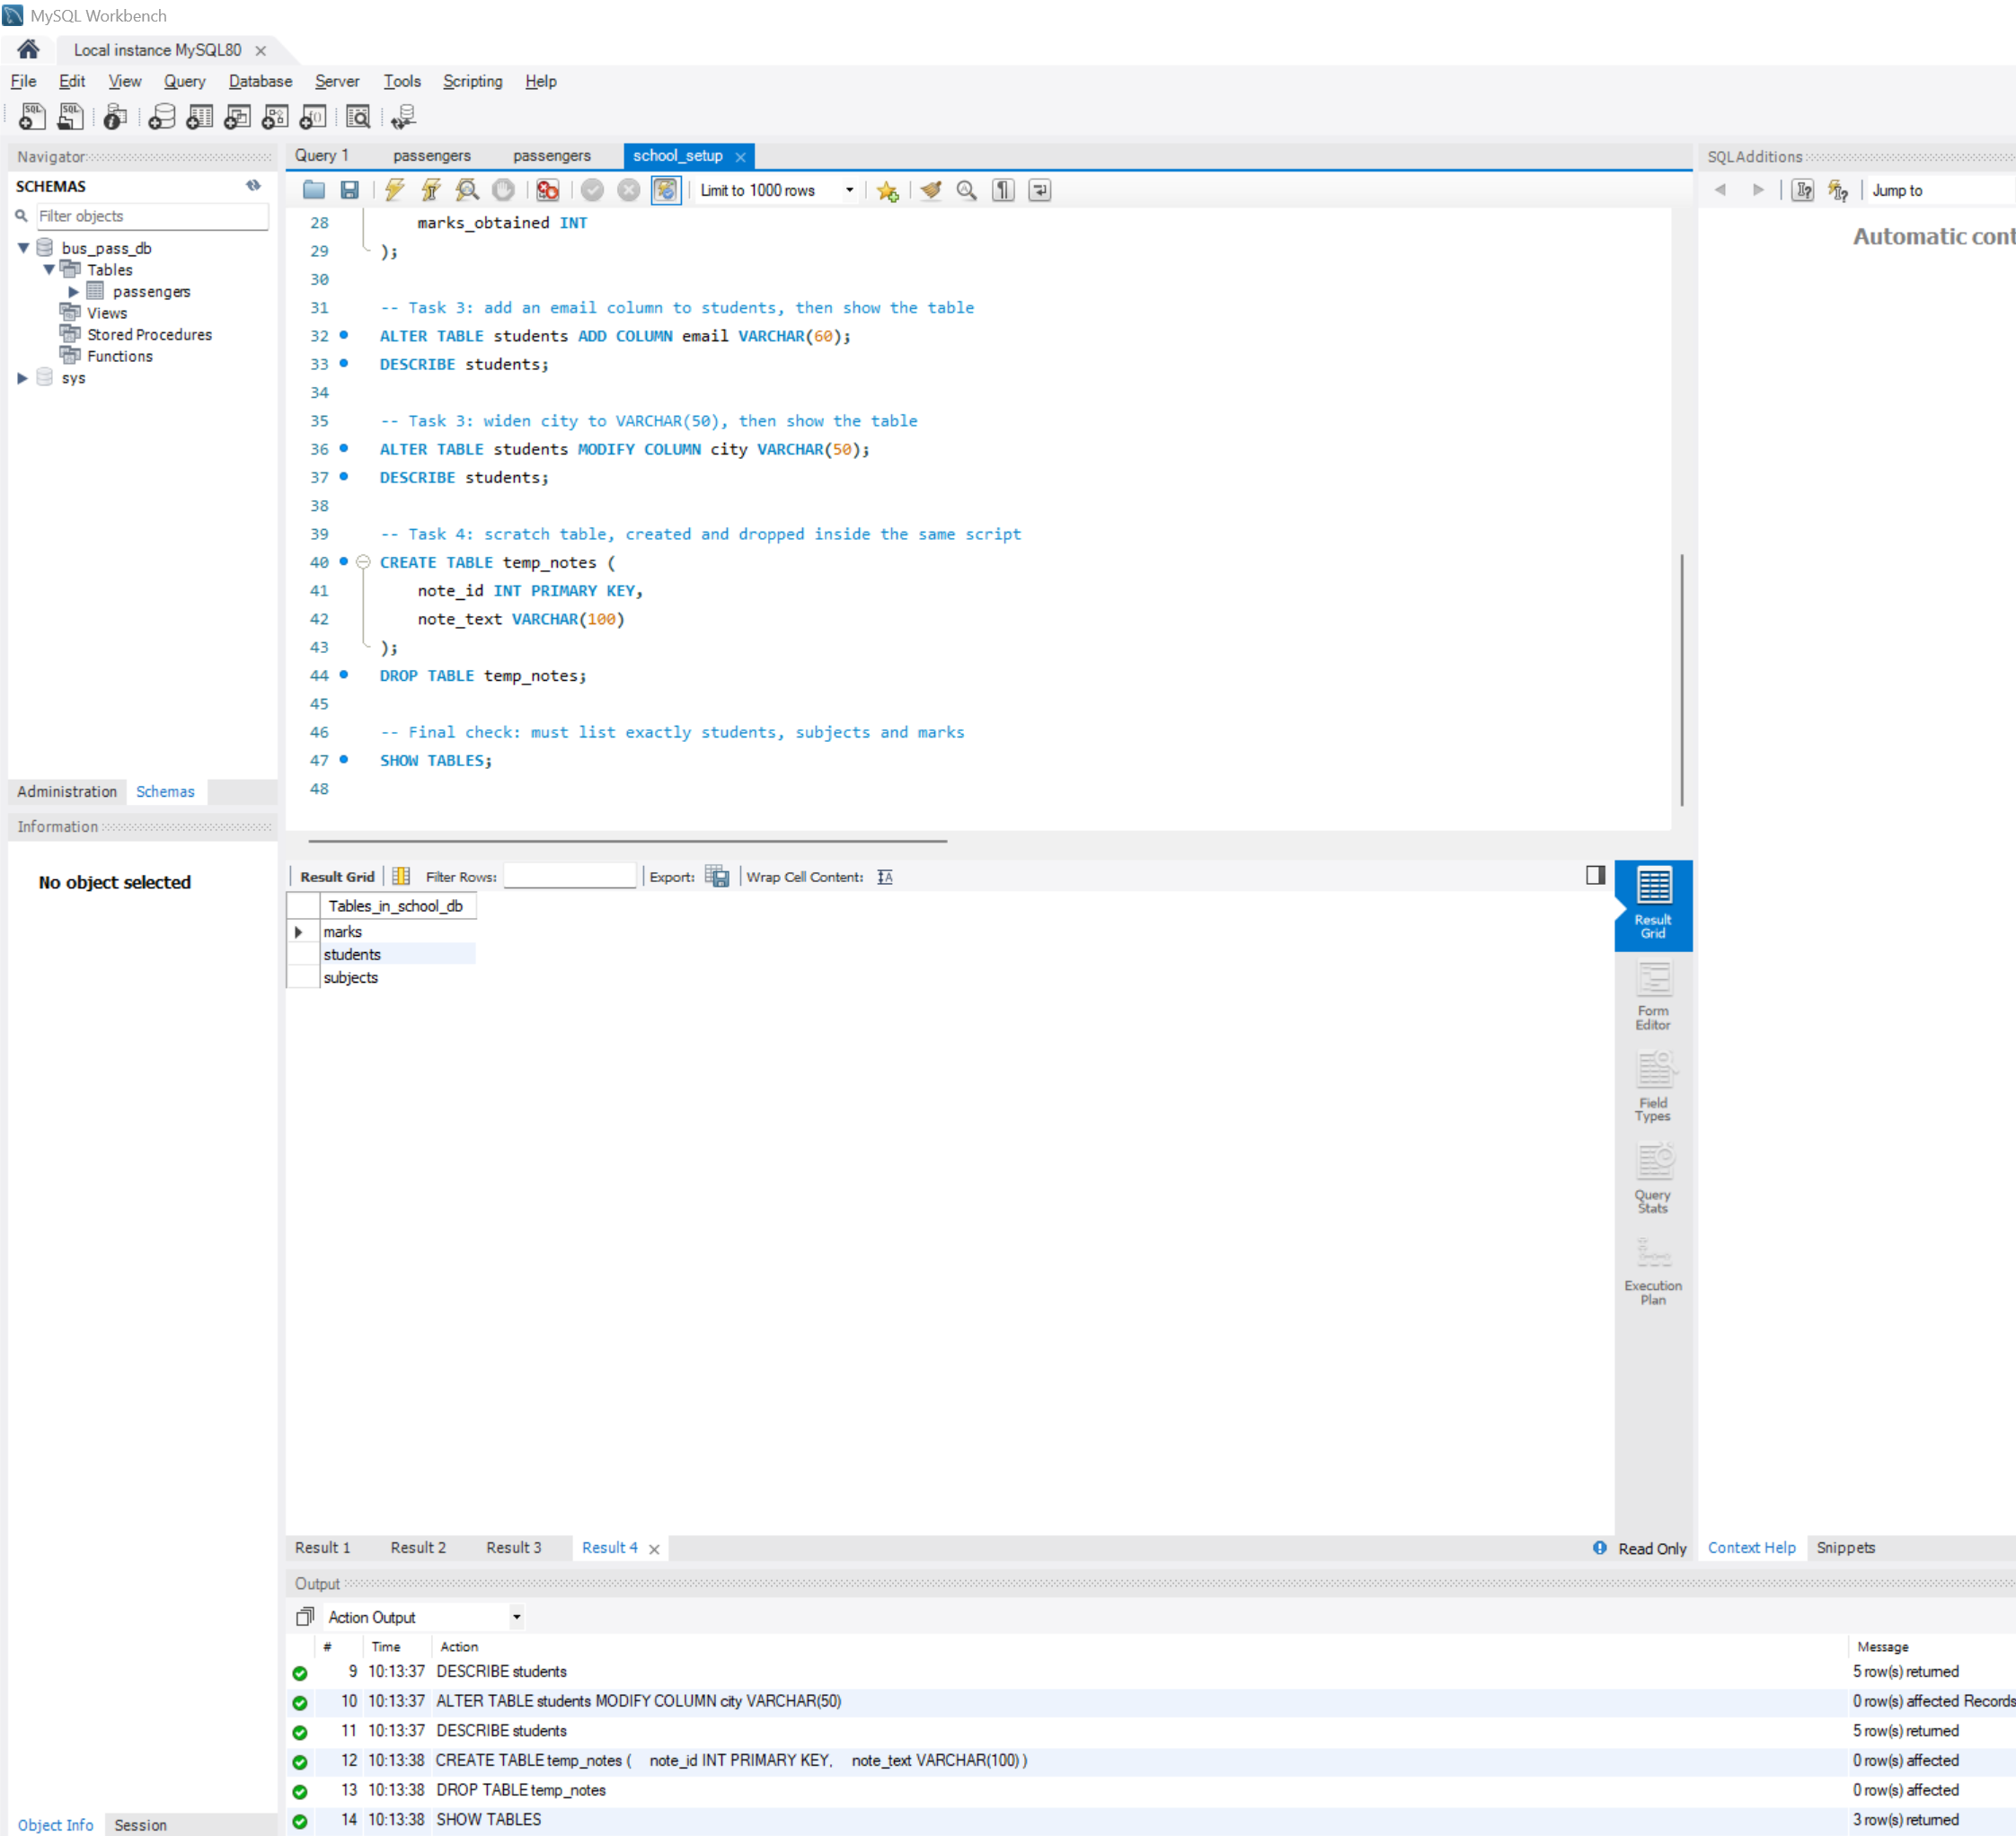 MySQL Workbench
Local instance MySQL80
File Edit View Query Database Server Tools Scripting Help
Navigator
SCHEMAS
Filter objects
bus_pass_db
Tables
passengers
Views
Stored Procedures
Functions
sys
Administration Schemas
Information
No object selected
Object Info Session
Query 1 passengers passengers school_setup
Limit to 1000 rows
28 marks_obtained INT
29 );
30
31 -- Task 3: add an email column to students, then show the table
32 ALTER TABLE students ADD COLUMN email VARCHAR(60);
33 DESCRIBE students;
34
35 -- Task 3: widen city to VARCHAR(50), then show the table
36 ALTER TABLE students MODIFY COLUMN city VARCHAR(50);
37 DESCRIBE students;
38
39 -- Task 4: scratch table, created and dropped inside the same script
40 CREATE TABLE temp_notes (
41 note_id INT PRIMARY KEY,
42 note_text VARCHAR(100)
43 );
44 DROP TABLE temp_notes;
45
46 -- Final check: must list exactly students, subjects and marks
47 SHOW TABLES;
48
Result Grid Filter Rows: Export: Wrap Cell Content:
Tables_in_school_db
marks
students
subjects
Result
Grid
Form
Editor
Field
Types
Query
Stats
Execution
Plan
Result 1 Result 2 Result 3 Result 4 Read Only
SQLAdditions
Jump to
Automatic cont
Context Help Snippets
Output
Action Output
# Time Action Message
9 10:13:37 DESCRIBE students 5 row(s) returned
10 10:13:37 ALTER TABLE students MODIFY COLUMN city VARCHAR(50) 0 row(s) affected Records
11 10:13:37 DESCRIBE students 5 row(s) returned
12 10:13:38 CREATE TABLE temp_notes ( note_id INT PRIMARY KEY, note_text VARCHAR(100) ) 0 row(s) affected
13 10:13:38 DROP TABLE temp_notes 0 row(s) affected
14 10:13:38 SHOW TABLES 3 row(s) returned